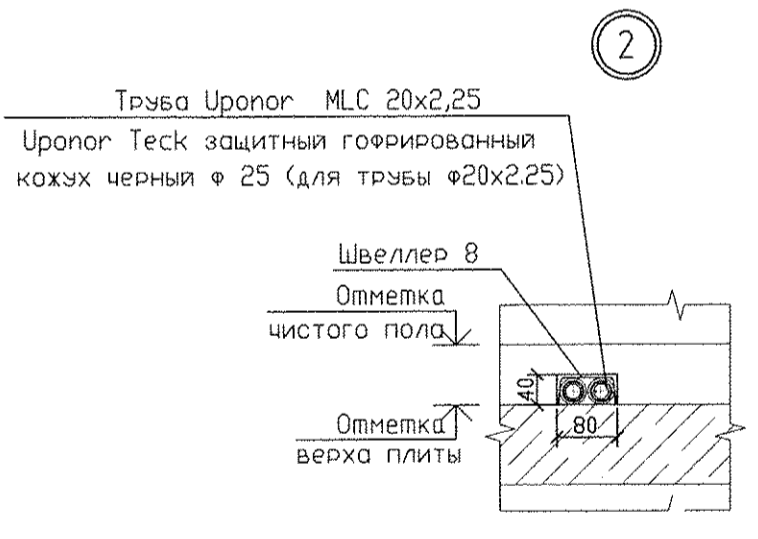 2
Труба Uponor MLC 20x2,25
Uponor Teck защитный гофрированный
кожух черный ф 25 (для трубы ф20x2.25)
Швеллер 8
Отметка
чистого пола
40
80
Отметка
верха плиты